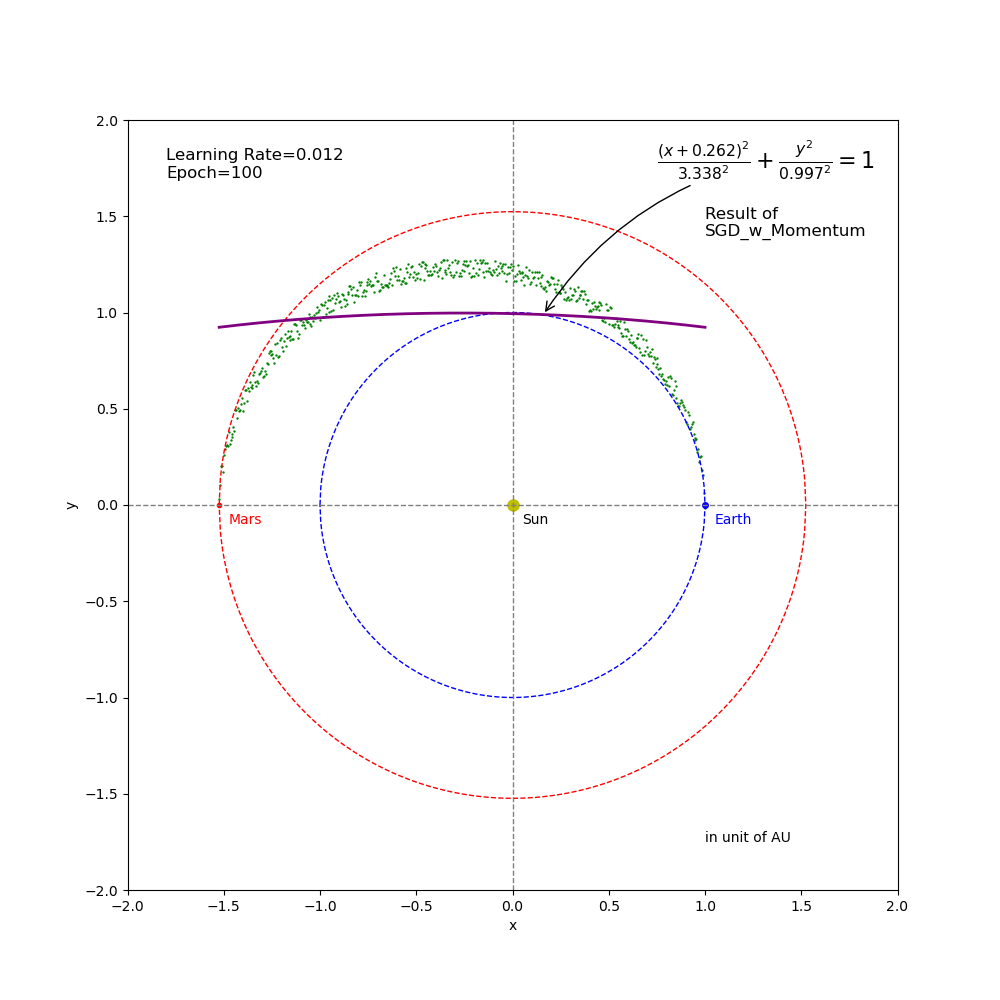 Learning Rate=0.012
Epoch=100
(x + 0.262)²/3.338² + y²/0.997² = 1
Result of
SGD_w_Momentum
Mars
Sun
Earth
in unit of AU
2.0
1.5
1.0
0.5
0.0
−0.5
−1.0
−1.5
−2.0
y
−2.0 −1.5 −1.0 −0.5 0.0 0.5 1.0 1.5 2.0
x